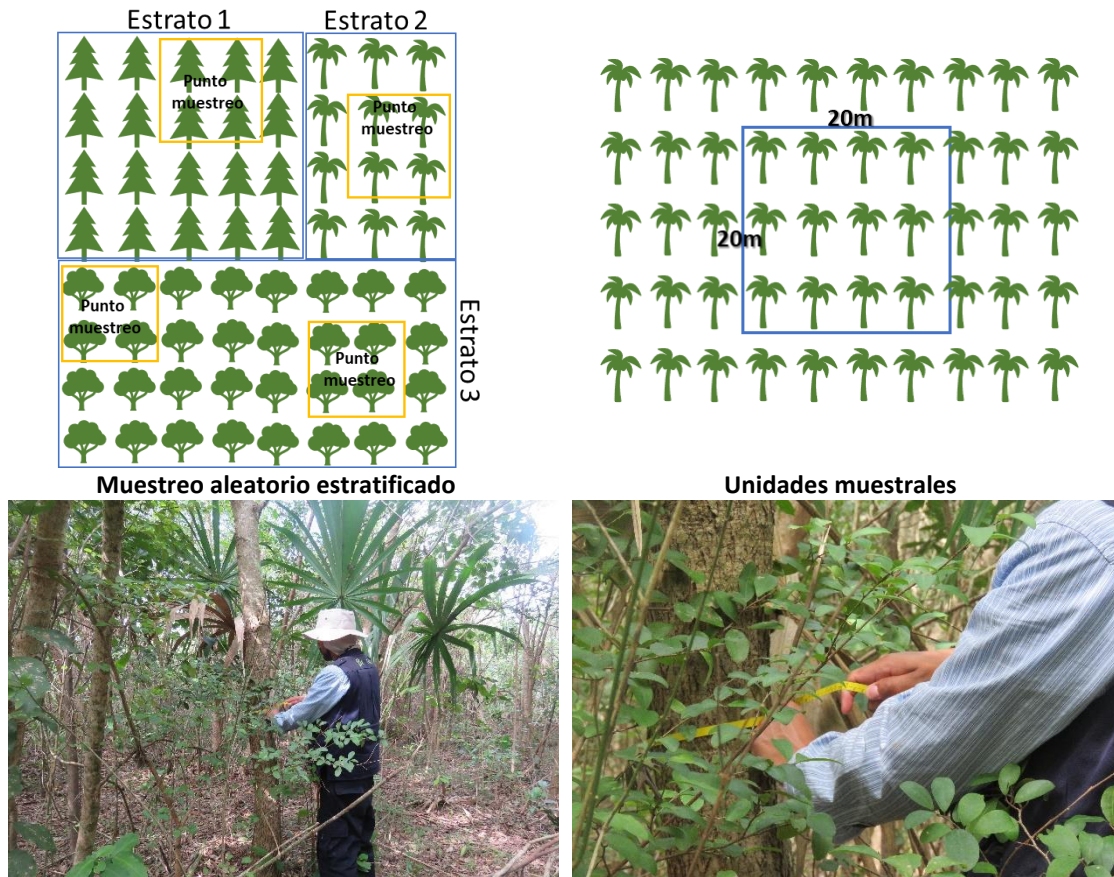 Estrato 1
Estrato 2
Punto
muestreo
Punto
muestreo
Punto
muestreo
Punto
muestreo
Estrato 3
20m
20m
Muestreo aleatorio estratificado
Unidades muestrales